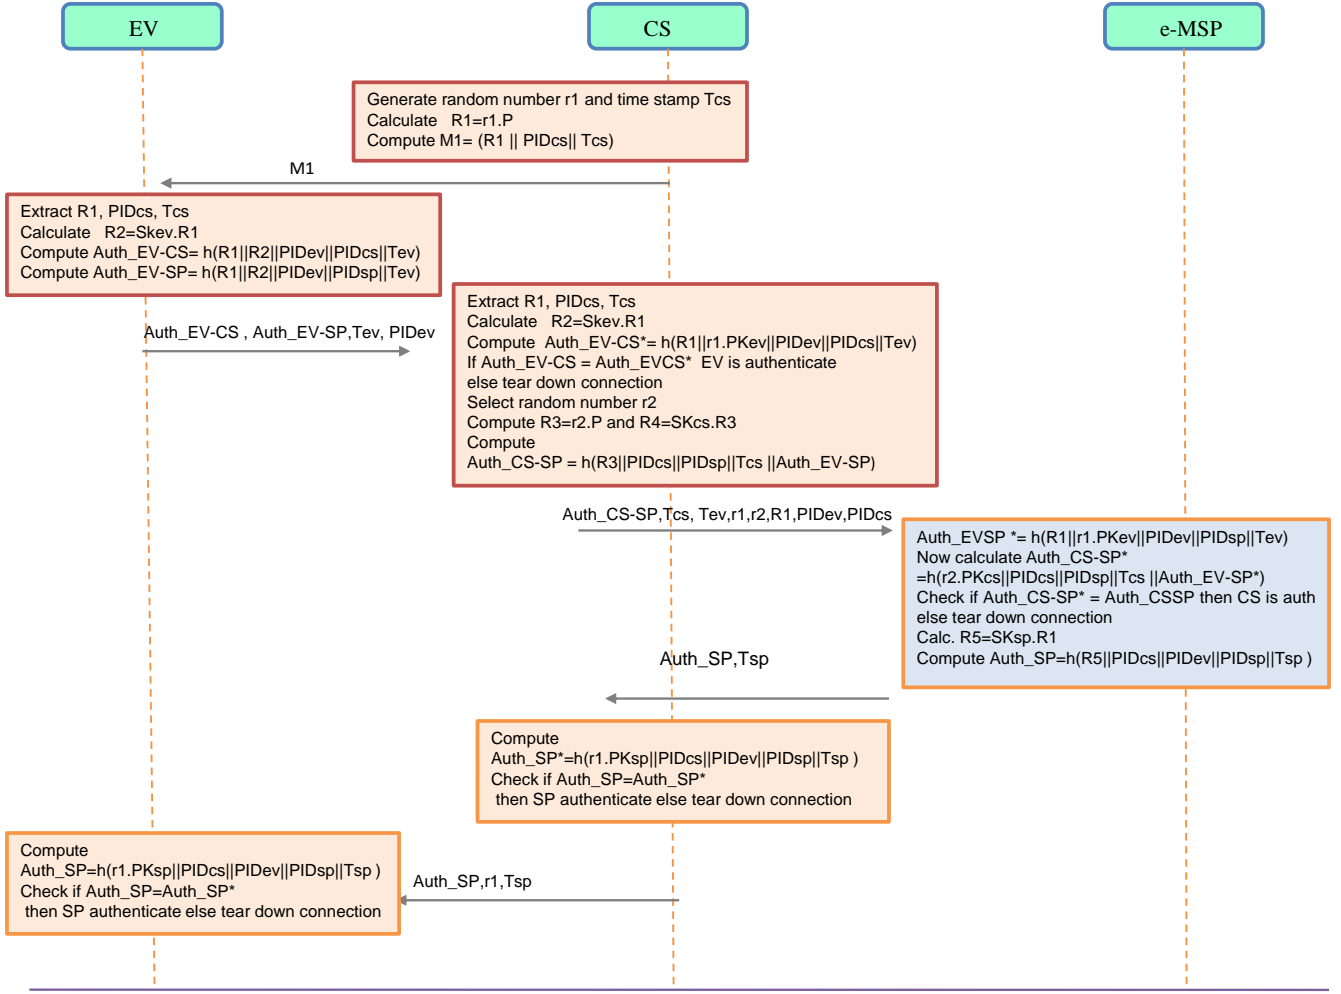 EV
CS
e-MSP
Generate random number r1 and time stamp Tcs
Calculate   R1=r1.P
Compute M1= (R1 || PIDcs|| Tcs)
M1
Extract R1, PIDcs, Tcs
Calculate   R2=Skev.R1
Compute Auth_EV-CS= h(R1||R2||PIDev||PIDcs||Tev)
Compute Auth_EV-SP= h(R1||R2||PIDev||PIDsp||Tev)
Auth_EV-CS , Auth_EV-SP,Tev, PIDev
Extract R1, PIDcs, Tcs
Calculate   R2=Skev.R1
Compute  Auth_EV-CS*= h(R1||r1.PKev||PIDev||PIDcs||Tev)
If Auth_EV-CS = Auth_EVCS*  EV is authenticate
else tear down connection
Select random number r2
Compute R3=r2.P and R4=SKcs.R3
Compute
Auth_CS-SP = h(R3||PIDcs||PIDsp||Tcs ||Auth_EV-SP)
Auth_CS-SP,Tcs, Tev,r1,r2,R1,PIDev,PIDcs
Auth_EVSP *= h(R1||r1.PKev||PIDev||PIDsp||Tev)
Now calculate Auth_CS-SP*
=h(r2.PKcs||PIDcs||PIDsp||Tcs ||Auth_EV-SP*)
Check if Auth_CS-SP* = Auth_CSSP then CS is auth
else tear down connection
Calc. R5=SKsp.R1
Compute Auth_SP=h(R5||PIDcs||PIDev||PIDsp||Tsp )
Auth_SP,Tsp
Compute
Auth_SP*=h(r1.PKsp||PIDcs||PIDev||PIDsp||Tsp )
Check if Auth_SP=Auth_SP*
then SP authenticate else tear down connection
Compute
Auth_SP=h(r1.PKsp||PIDcs||PIDev||PIDsp||Tsp )
Check if Auth_SP=Auth_SP*
then SP authenticate else tear down connection
Auth_SP,r1,Tsp